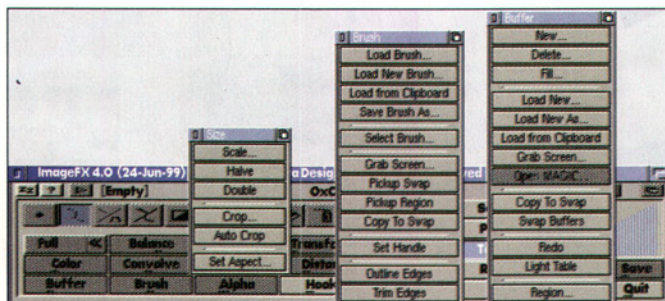 Buffer
New...
Delete...
Fill...
Load New...
Load New As...
Load from Clipboard
Grab Screen...
Open MAGIC...
Copy To Swap
Swap Buffers
Redo
Light Table
Region...
Brush
Load Brush...
Load New Brush...
Load from Clipboard
Save Brush As...
Select Brush...
Grab Screen...
Pickup Swap
Pickup Region
Copy To Swap
Set Handle
Outline Edges
Trim Edges
Size
Scale...
Halve
Double
Crop...
Auto Crop
Set Aspect...
ImageFX 4.0 (24-Jun-99)
[Empty]
Full
Balance
Color
Convolve
Buffer
Brush
Alpha
Hook
Save
Quit